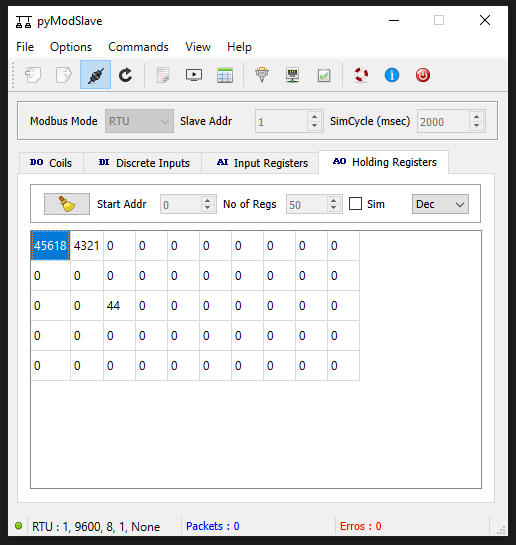 pyModSlave
File Options Commands View Help
Modbus Mode RTU Slave Addr 1 SimCycle (msec) 2000
DO Coils DI Discrete Inputs AI Input Registers AO Holding Registers
Start Addr 0 No of Regs 50 Sim Dec
45618 4321 0 0 0 0 0 0 0 0
0 0 0 0 0 0 0 0 0 0
0 0 44 0 0 0 0 0 0 0
0 0 0 0 0 0 0 0 0 0
0 0 0 0 0 0 0 0 0 0
RTU : 1, 9600, 8, 1, None Packets : 0 Erros : 0